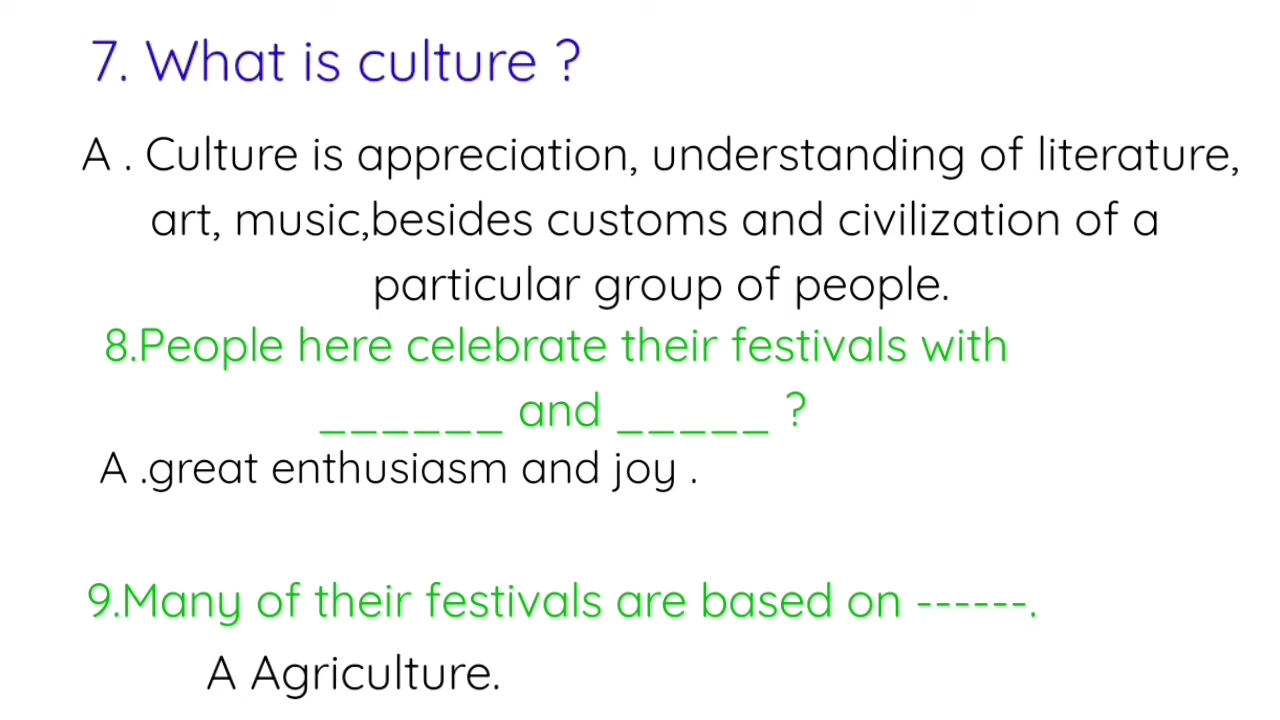 7. What is culture ?
A . Culture is appreciation, understanding of literature,
art, music,besides customs and civilization of a
particular group of people.
8.People here celebrate their festivals with
______ and _____ ?
A .great enthusiasm and joy .
9.Many of their festivals are based on ------.
A Agriculture.